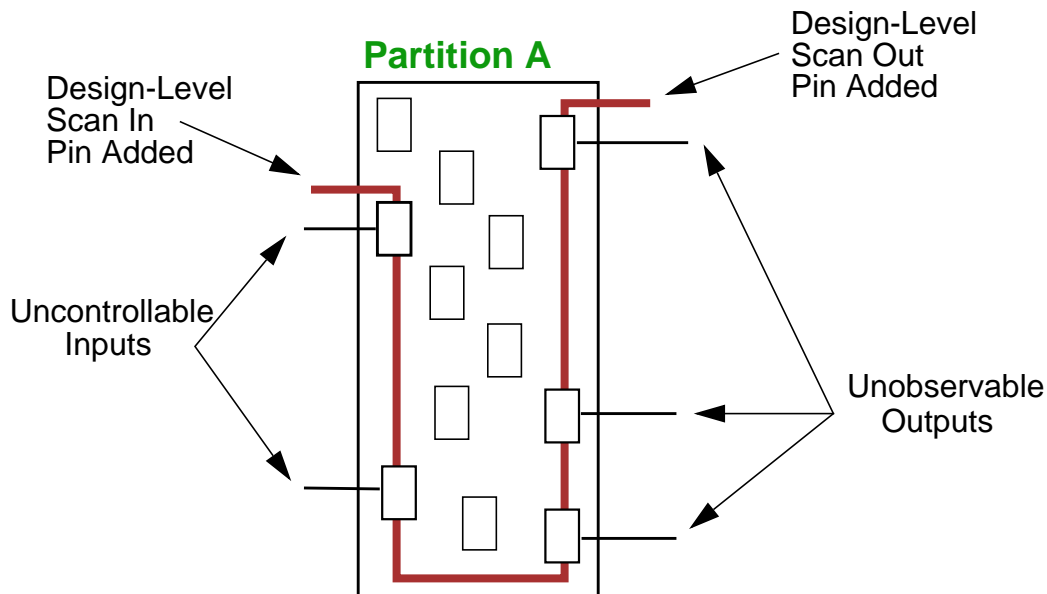 Partition A
Design-Level
Scan In
Pin Added
Design-Level
Scan Out
Pin Added
Uncontrollable
Inputs
Unobservable
Outputs